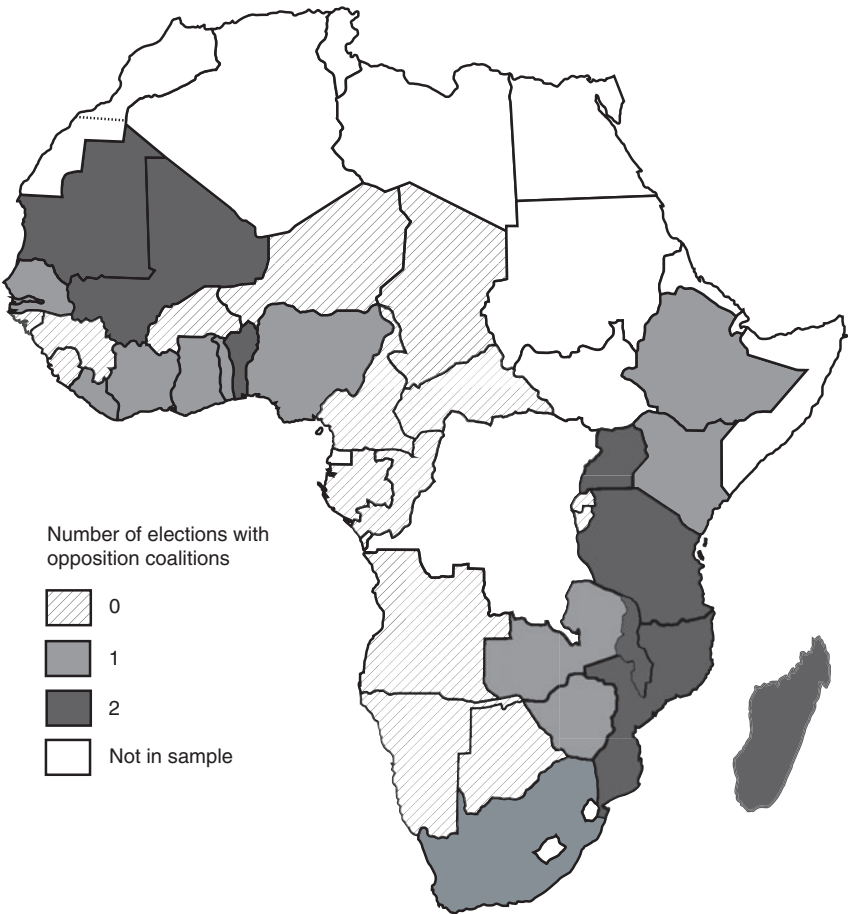 Number of elections with
opposition coalitions
0
1
2
Not in sample